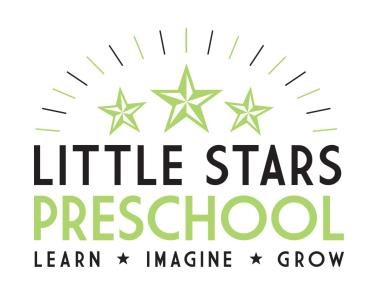 LITTLE STARS
PRESCHOOL
LEARN ★ IMAGINE ★ GROW